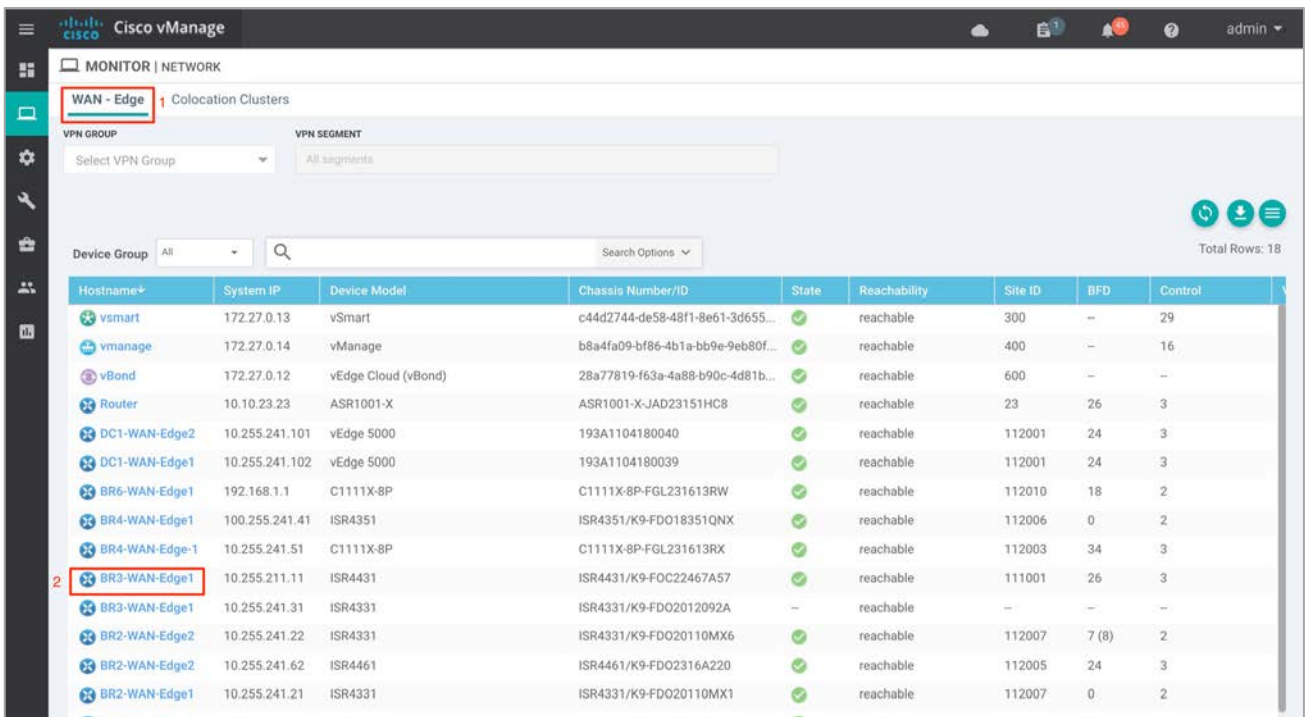 cisco Cisco vManage 1 45 admin
MONITOR | NETWORK
WAN - Edge 1 Colocation Clusters
VPN GROUP VPN SEGMENT
Select VPN Group All segments
Device Group All Search Options Total Rows: 18
Hostname System IP Device Model Chassis Number/ID State Reachability Site ID BFD Control V
vsmart 172.27.0.13 vSmart c44d2744-de58-48f1-8e61-3d655... reachable 300 – 29
vmanage 172.27.0.14 vManage b8a4fa09-bf86-4b1a-bb9e-9eb80f... reachable 400 – 16
vBond 172.27.0.12 vEdge Cloud (vBond) 28a77819-f63a-4a88-b90c-4d81b... reachable 600 – –
Router 10.10.23.23 ASR1001-X ASR1001-X-JAD23151HC8 reachable 23 26 3
DC1-WAN-Edge2 10.255.241.101 vEdge 5000 193A1104180040 reachable 112001 24 3
DC1-WAN-Edge1 10.255.241.102 vEdge 5000 193A1104180039 reachable 112001 24 3
BR6-WAN-Edge1 192.168.1.1 C1111X-8P C1111X-8P-FGL231613RW reachable 112010 18 2
BR4-WAN-Edge1 100.255.241.41 ISR4351 ISR4351/K9-FDO18351QNX reachable 112006 0 2
BR4-WAN-Edge-1 10.255.241.51 C1111X-8P C1111X-8P-FGL231613RX reachable 112003 34 3
2 BR3-WAN-Edge1 10.255.211.11 ISR4431 ISR4431/K9-FOC22467A57 reachable 111001 26 3
BR3-WAN-Edge1 10.255.241.31 ISR4331 ISR4331/K9-FDO2012092A – reachable – – –
BR2-WAN-Edge2 10.255.241.22 ISR4331 ISR4331/K9-FDO20110MX6 reachable 112007 7 (8) 2
BR2-WAN-Edge2 10.255.241.62 ISR4461 ISR4461/K9-FDO2316A220 reachable 112005 24 3
BR2-WAN-Edge1 10.255.241.21 ISR4331 ISR4331/K9-FDO20110MX1 reachable 112007 0 2